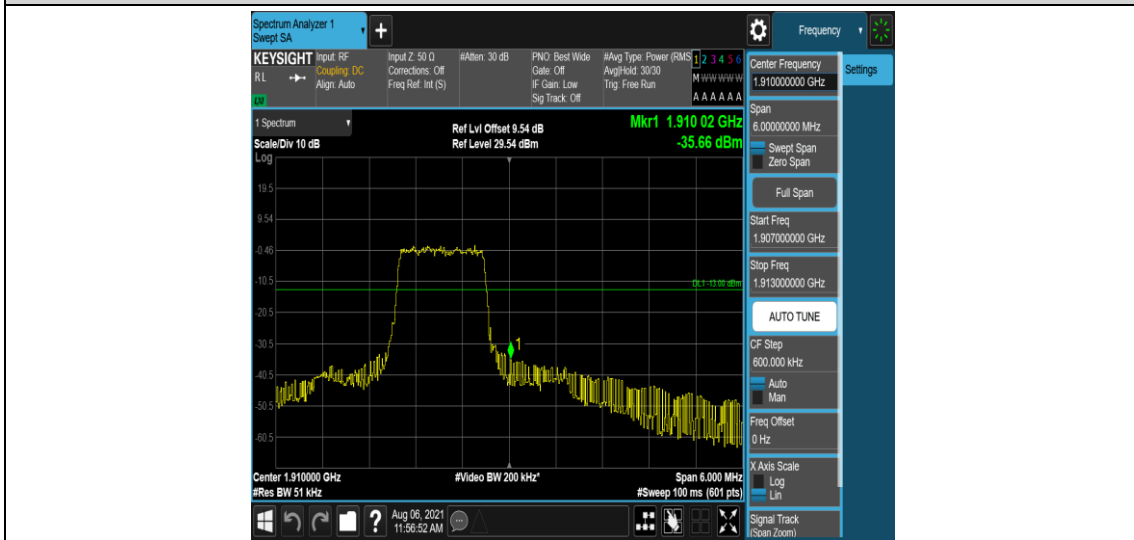 Spectrum Analyzer 1
Swept SA
+
Frequency
KEYSIGHT
RL
LXI
Input: RF
Coupling: DC
Align: Auto
Input Z: 50 Ω
Corrections: Off
Freq Ref: Int (S)
#Atten: 30 dB
PNO: Best Wide
Gate: Off
IF Gain: Low
Sig Track: Off
#Avg Type: Power (RMS
Avg|Hold: 30/30
Trig: Free Run
1 2 3 4 5 6
M W W W W W
A A A A A A
1 Spectrum
Scale/Div 10 dB
Ref Lvl Offset 9.54 dB
Ref Level 29.54 dBm
Mkr1 1.910 02 GHz
-35.66 dBm
Log
19.5
9.54
-0.46
-10.5
-20.5
-30.5
-40.5
-50.5
-60.5
DL1 -13.00 dBm
1
Center 1.910000 GHz
#Res BW 51 kHz
#Video BW 200 kHz*
Span 6.000 MHz
#Sweep 100 ms (601 pts)
Center Frequency
1.910000000 GHz
Settings
Span
6.00000000 MHz
Swept Span
Zero Span
Full Span
Start Freq
1.907000000 GHz
Stop Freq
1.913000000 GHz
AUTO TUNE
CF Step
600.000 kHz
Auto
Man
Freq Offset
0 Hz
X Axis Scale
Log
Lin
Signal Track
(Span Zoom)
?
Aug 06, 2021
11:56:52 AM